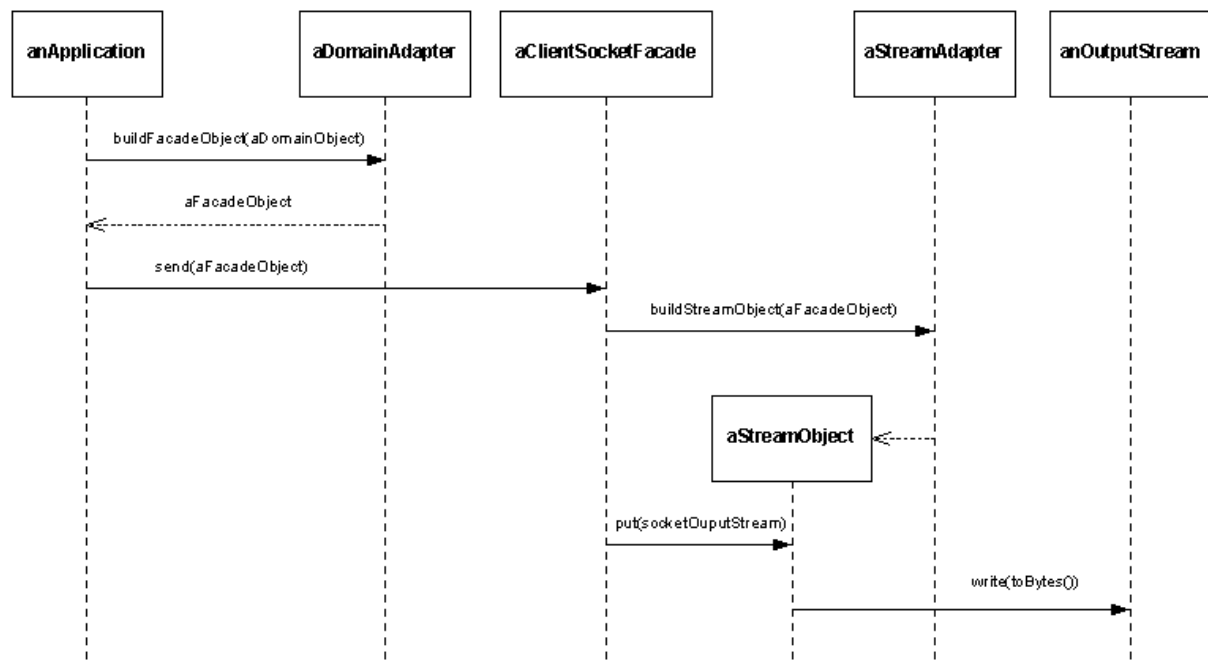 anApplication
aDomainAdapter
aClientSocketFacade
aStreamAdapter
anOutputStream
buildFacadeObject(aDomainObject)
aFacadeObject
send(aFacadeObject)
buildStreamObject(aFacadeObject)
aStreamObject
put(socketOuputStream)
write(toBytes())